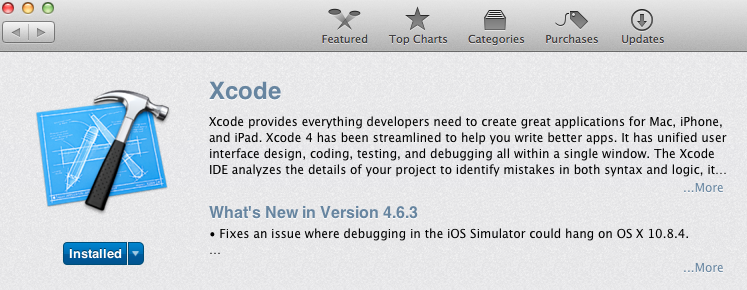 Featured
Top Charts
Categories
Purchases
Updates
Xcode
Xcode provides everything developers need to create great applications for Mac, iPhone,
and iPad. Xcode 4 has been streamlined to help you write better apps. It has unified user
interface design, coding, testing, and debugging all within a single window. The Xcode
IDE analyzes the details of your project to identify mistakes in both syntax and logic, it…
...More
What's New in Version 4.6.3
• Fixes an issue where debugging in the iOS Simulator could hang on OS X 10.8.4.
…
...More
Installed